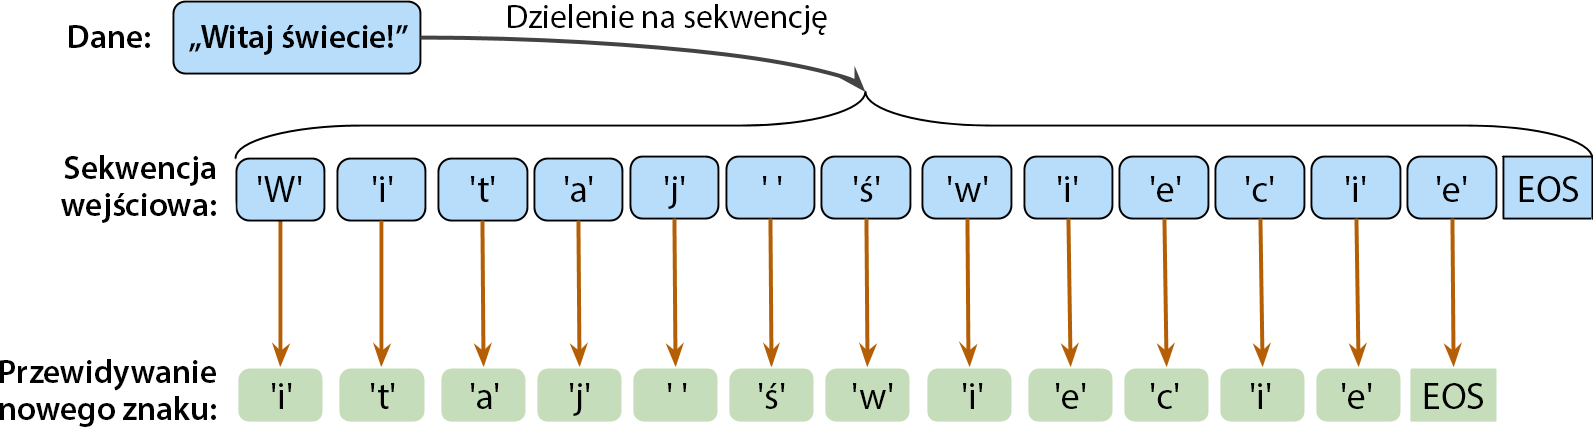 Dzielenie na sekwencję
Dane: „Witaj świecie!”
Sekwencja
wejściowa:
'W' 'i' 't' 'a' 'j' ' ' 'ś' 'w' 'i' 'e' 'c' 'i' 'e' EOS
Przewidywanie
nowego znaku:
'i' 't' 'a' 'j' ' ' 'ś' 'w' 'i' 'e' 'c' 'i' 'e' EOS